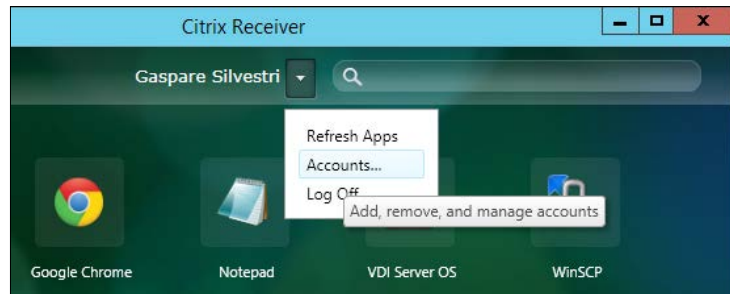 Citrix Receiver
Gaspare Silvestri
Refresh Apps
Accounts...
Log Off
Add, remove, and manage accounts
Google Chrome
Notepad
VDI Server OS
WinSCP